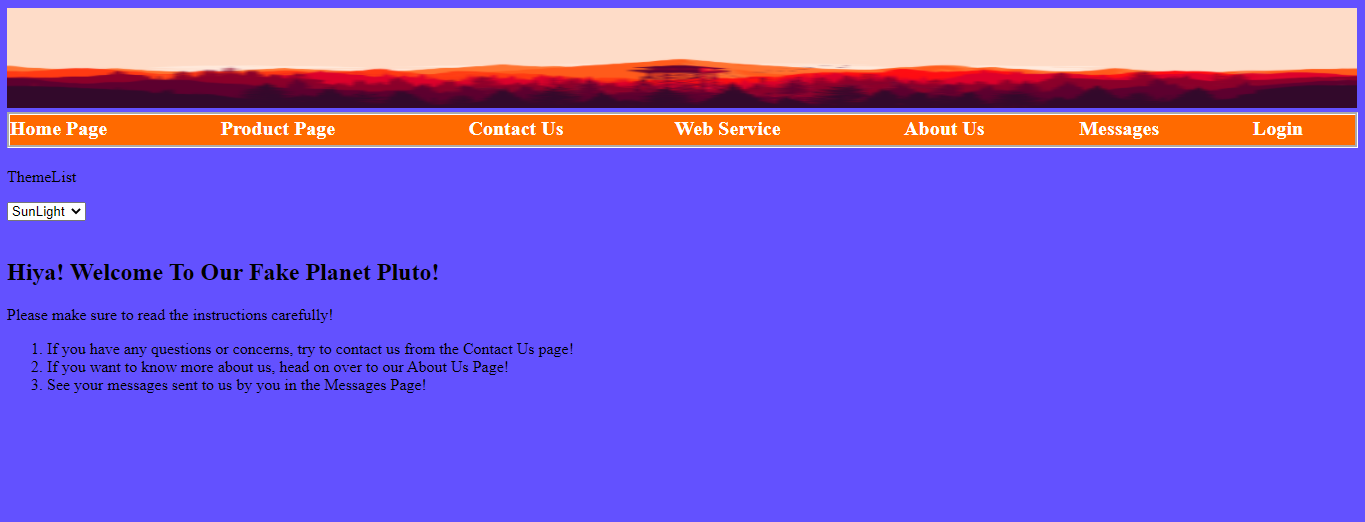 Home Page Product Page Contact Us Web Service About Us Messages Login
ThemeList
SunLight
Hiya! Welcome To Our Fake Planet Pluto!
Please make sure to read the instructions carefully!
1. If you have any questions or concerns, try to contact us from the Contact Us page!
2. If you want to know more about us, head on over to our About Us Page!
3. See your messages sent to us by you in the Messages Page!